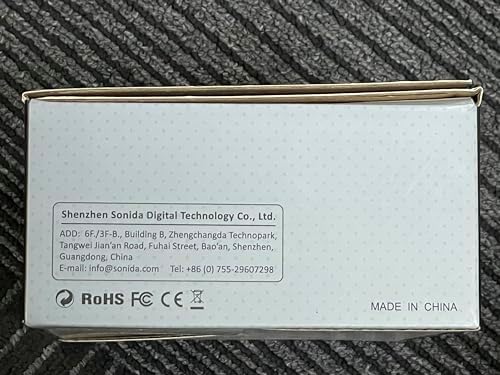 Shenzhen Sonida Digital Technology Co., Ltd.
ADD: 6F./3F-B., Building B, Zhengchangda Technopark,
Tangwei Jian'an Road, Fuhai Street, Bao'an, Shenzhen,
Guangdong, China
E-mail: info@sonida.com Tel: +86 (0) 755-29607298
RoHS FC CE
MADE IN CHINA